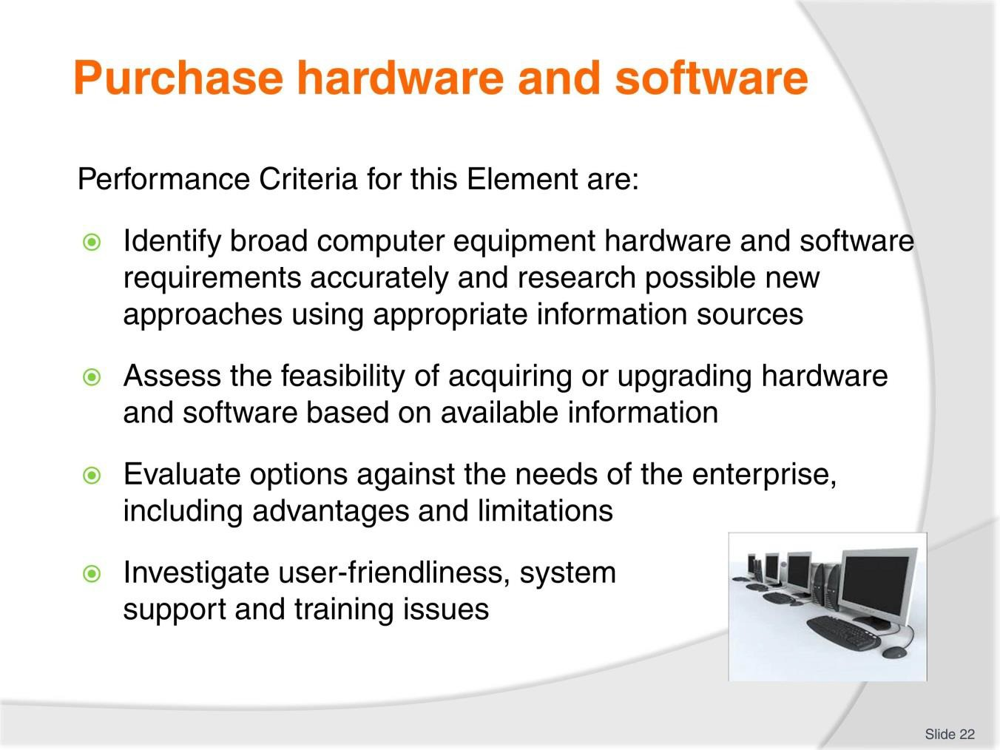 Purchase hardware and software
Performance Criteria for this Element are:
Identify broad computer equipment hardware and software
requirements accurately and research possible new
approaches using appropriate information sources
Assess the feasibility of acquiring or upgrading hardware
and software based on available information
Evaluate options against the needs of the enterprise,
including advantages and limitations
Investigate user-friendliness, system
support and training issues
Slide 22